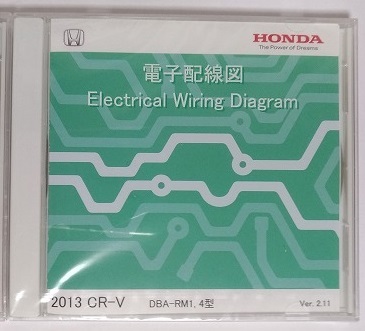 HONDA
The Power of Dreams
電子配線図
Electrical Wiring Diagram
2013 CR-V DBA-RM1, 4型 Ver. 2.11